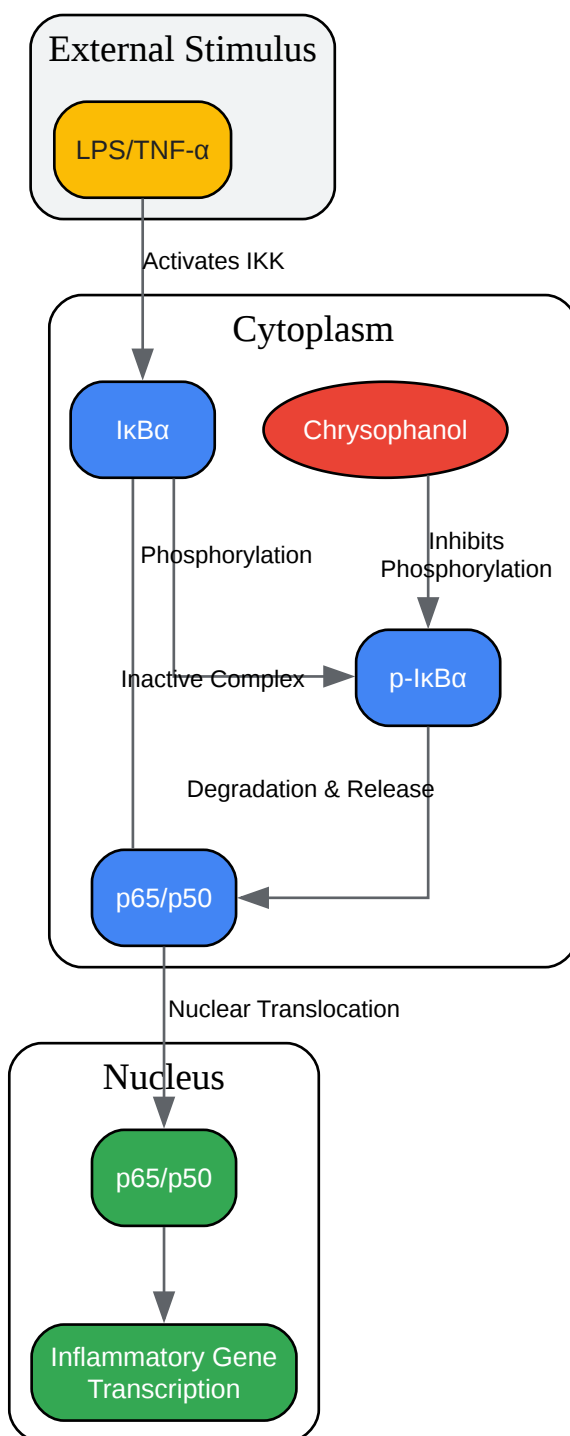 External Stimulus
LPS/TNF-α
Activates IKK
Cytoplasm
IκBα
Chrysophanol
Phosphorylation
Inhibits
Phosphorylation
Inactive Complex
p-IκBα
Degradation & Release
p65/p50
Nuclear Translocation
Nucleus
p65/p50
Inflammatory Gene
Transcription